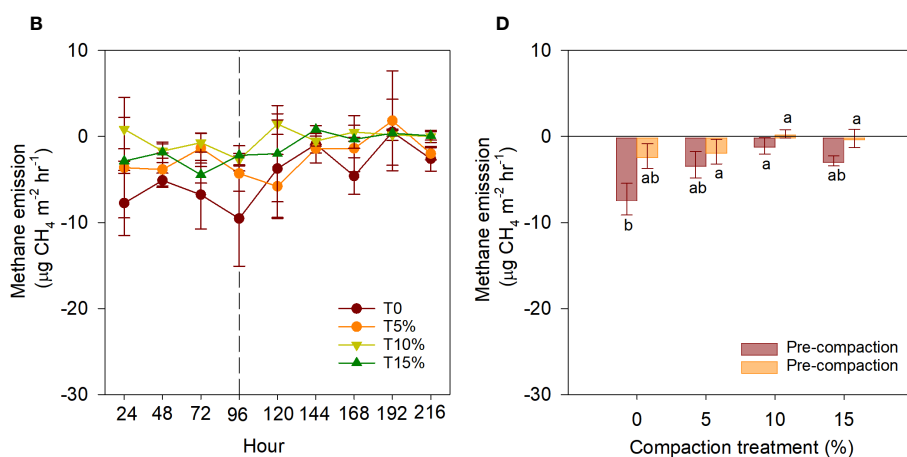 B
Methane emission
(µg CH₄ m⁻² hr⁻¹)
10
0
-10
-20
-30
T0
T5%
T10%
T15%
24 48 72 96 120 144 168 192 216
Hour
D
Methane emisssion
(µg CH₄ m⁻² hr⁻¹)
10
0
-10
-20
-30
b
ab
ab
a
a
a
ab
a
Pre-compaction
Pre-compaction
0 5 10 15
Compaction treatment (%)